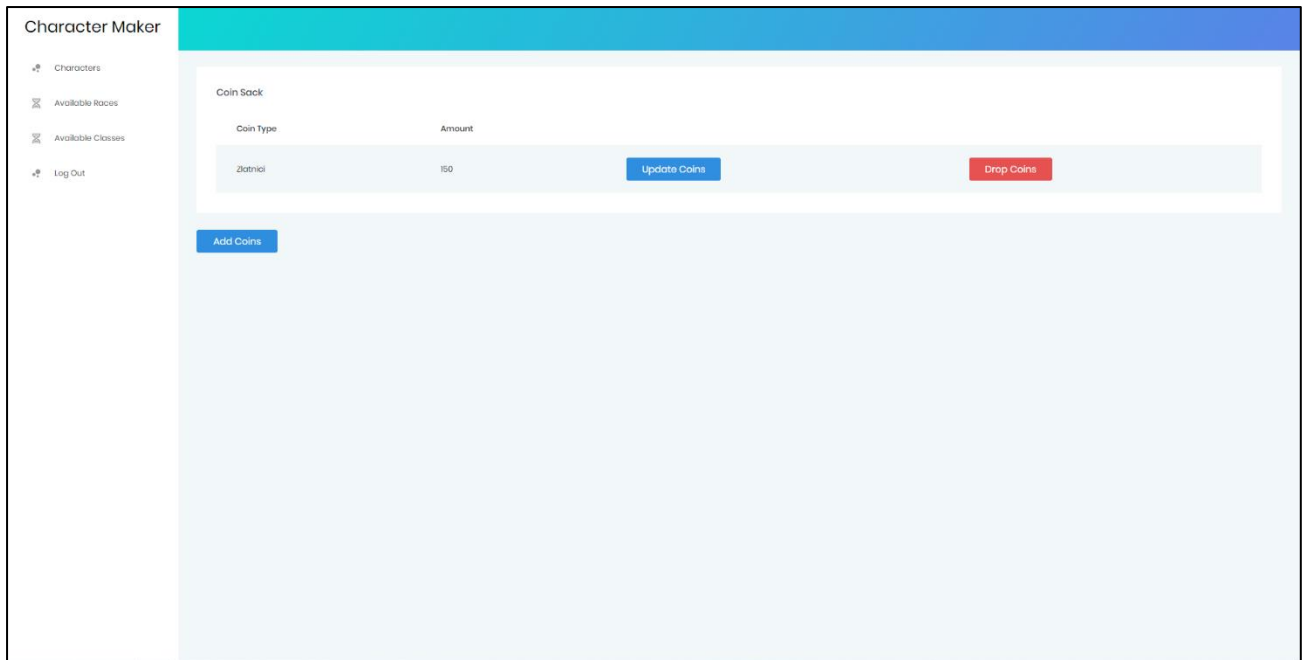 Character Maker
Characters
Available Races
Available Classes
Log Out
Coin Sack
Coin Type Amount
Zlatnici 150 Update Coins Drop Coins
Add Coins